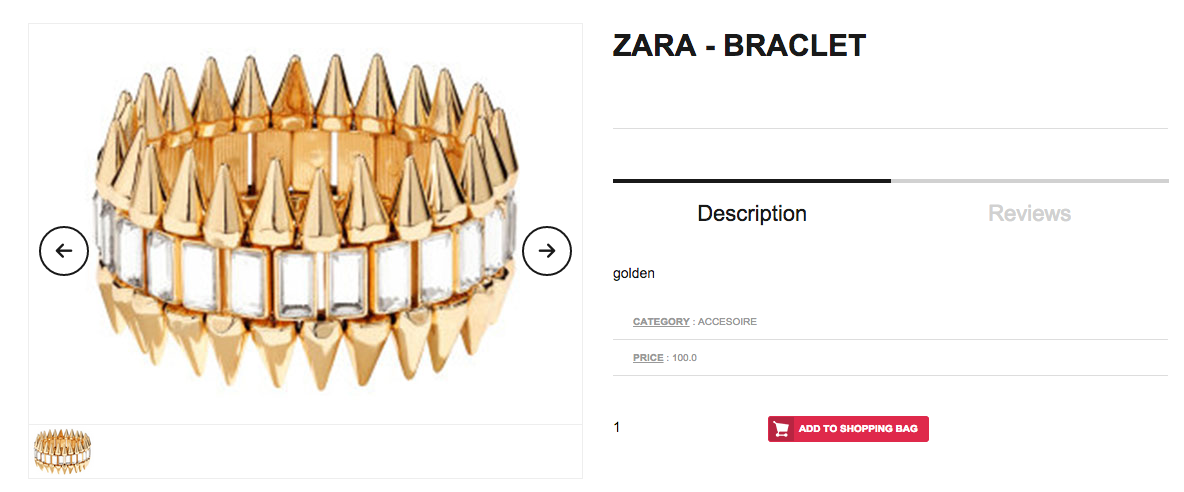 ZARA - BRACLET
Description
Reviews
golden
CATEGORY : ACCESOIRE
PRICE : 100.0
1
ADD TO SHOPPING BAG